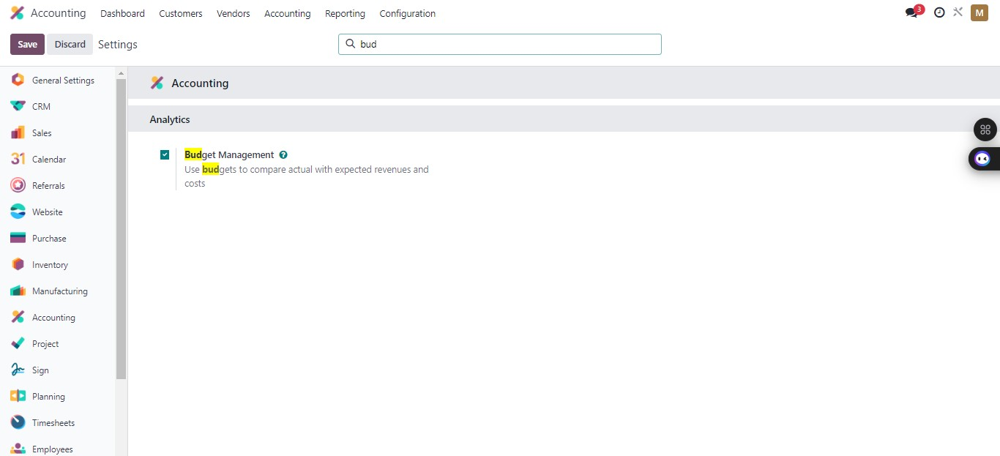 Accounting Dashboard Customers Vendors Accounting Reporting Configuration 3 M
Save Discard Settings bud
General Settings
CRM
Sales
31 Calendar
Referrals
Website
Purchase
Inventory
Manufacturing
Accounting
Project
Sign
Planning
Timesheets
Employees
Accounting
Analytics
Budget Management ?
Use budgets to compare actual with expected revenues and
costs